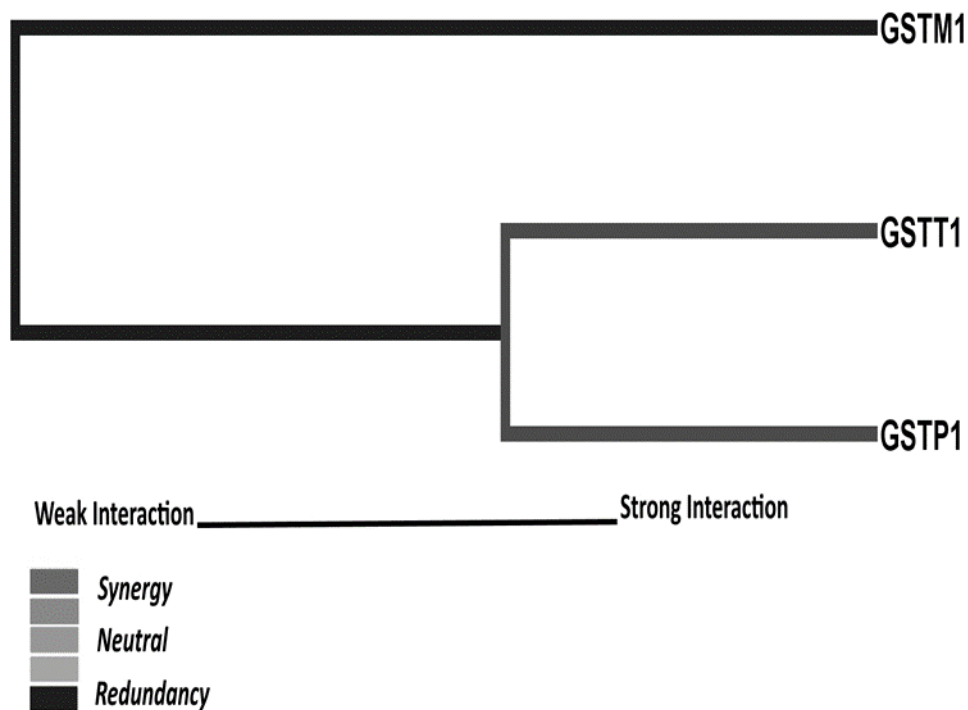 GSTM1
GSTT1
GSTP1
Weak Interaction Strong Interaction
Synergy
Neutral
Redundancy